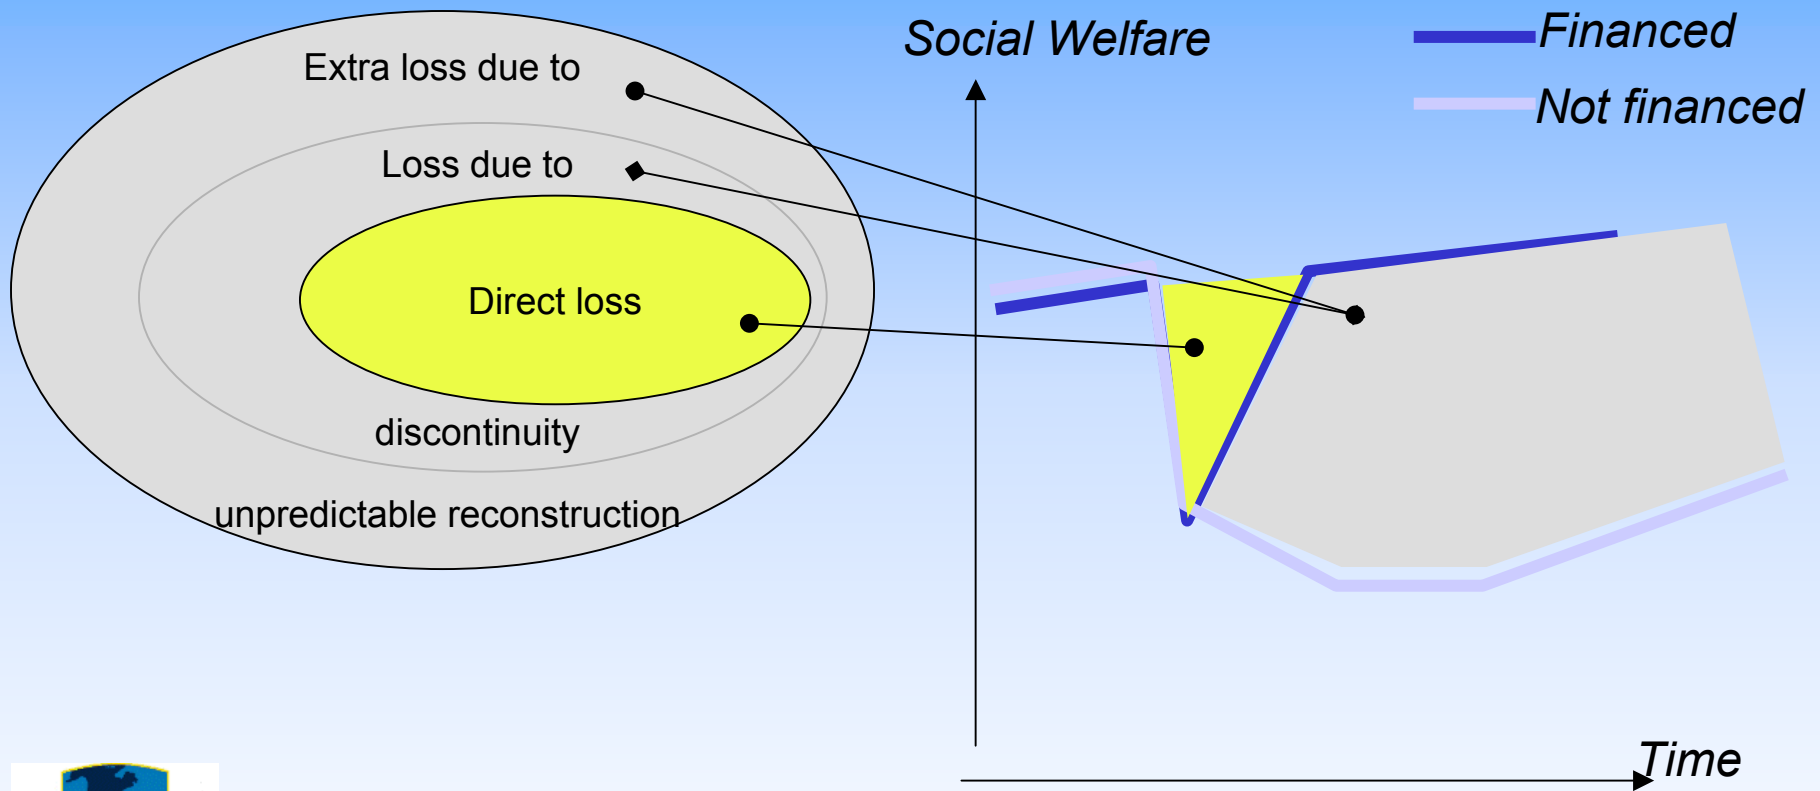 Extra loss due to
Loss due to
Direct loss
discontinuity
unpredictable reconstruction
Social Welfare
Financed
Not financed
Time